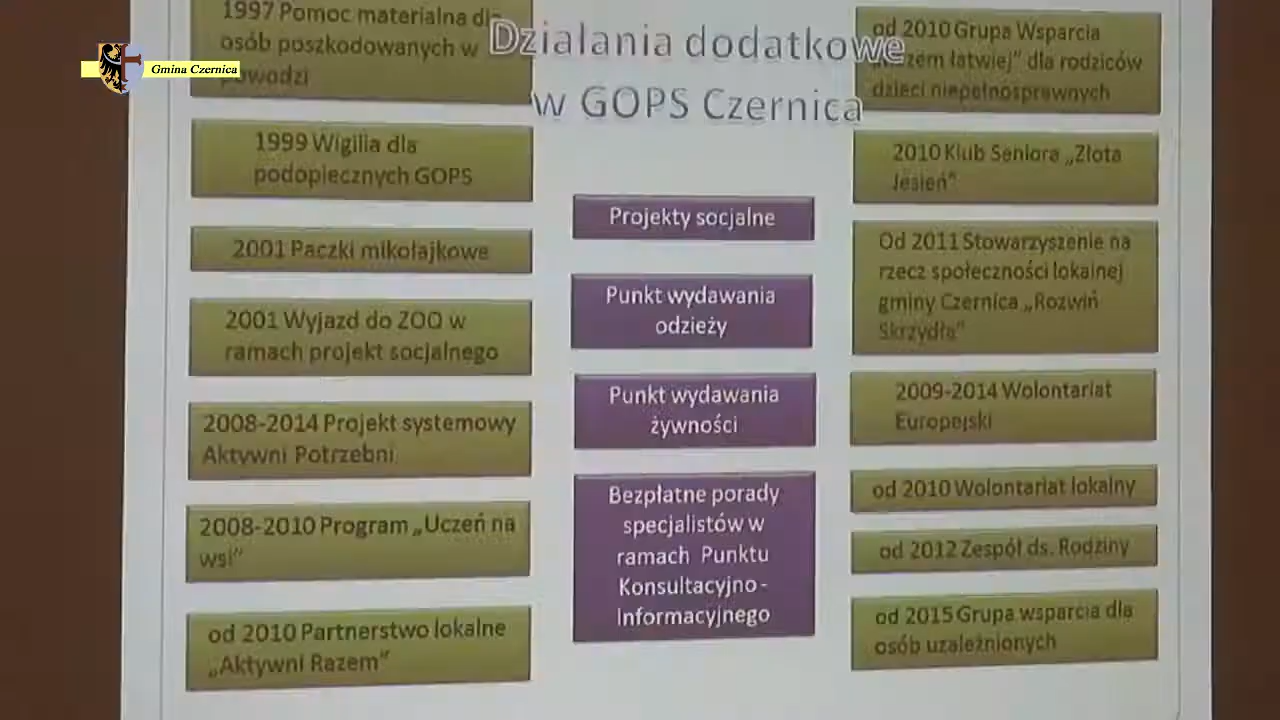 Gmina Czernica
Działania dodatkowe
w GOPS Czernica
1997 Pomoc materialna dla
osób poszkodowanych w
powodzi
1999 Wigilia dla
podopiecznych GOPS
2001 Paczki mikołajkowe
2001 Wyjazd do ZOO w
ramach projekt socjalnego
2008-2014 Projekt systemowy
Aktywni Potrzebni
2008-2010 Program „Uczeń na
wsi”
od 2010 Partnerstwo lokalne
„Aktywni Razem”
Projekty socjalne
Punkt wydawania
odzieży
Punkt wydawania
żywności
Bezpłatne porady
specjalistów w
ramach Punktu
Konsultacyjno-
Informacyjnego
od 2010 Grupa Wsparcia
łatwiej” dla rodziców
dzieci niepełnosprawnych
2010 Klub Seniora „Złota
Jesień”
Od 2011 Stowarzyszenie na
rzecz społeczności lokalnej
gminy Czernica „Rozwiń
Skrzydła”
2009-2014 Wolontariat
Europejski
od 2010 Wolontariat lokalny
od 2012 Zespół ds. Rodziny
od 2015 Grupa wsparcia dla
osób uzależnionych